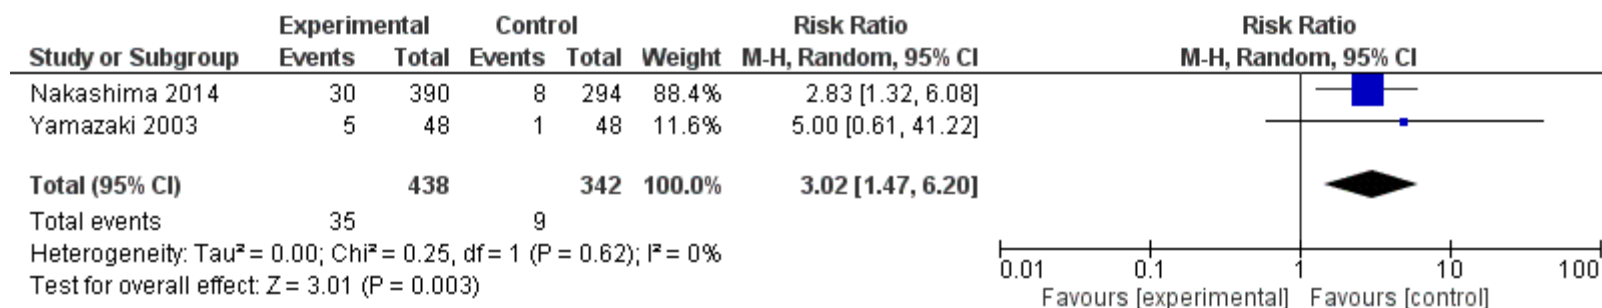 Experimental Control Risk Ratio Risk Ratio
Study or Subgroup Events Total Events Total Weight M-H, Random, 95% CI M-H, Random, 95% CI
Nakashima 2014 30 390 8 294 88.4% 2.83 [1.32, 6.08]
Yamazaki 2003 5 48 1 48 11.6% 5.00 [0.61, 41.22]
Total (95% CI) 438 342 100.0% 3.02 [1.47, 6.20]
Total events 35 9
Heterogeneity: Tau² = 0.00; Chi² = 0.25, df = 1 (P = 0.62); I² = 0%
Test for overall effect: Z = 3.01 (P = 0.003)
0.01 0.1 1 10 100
Favours [experimental] Favours [control]